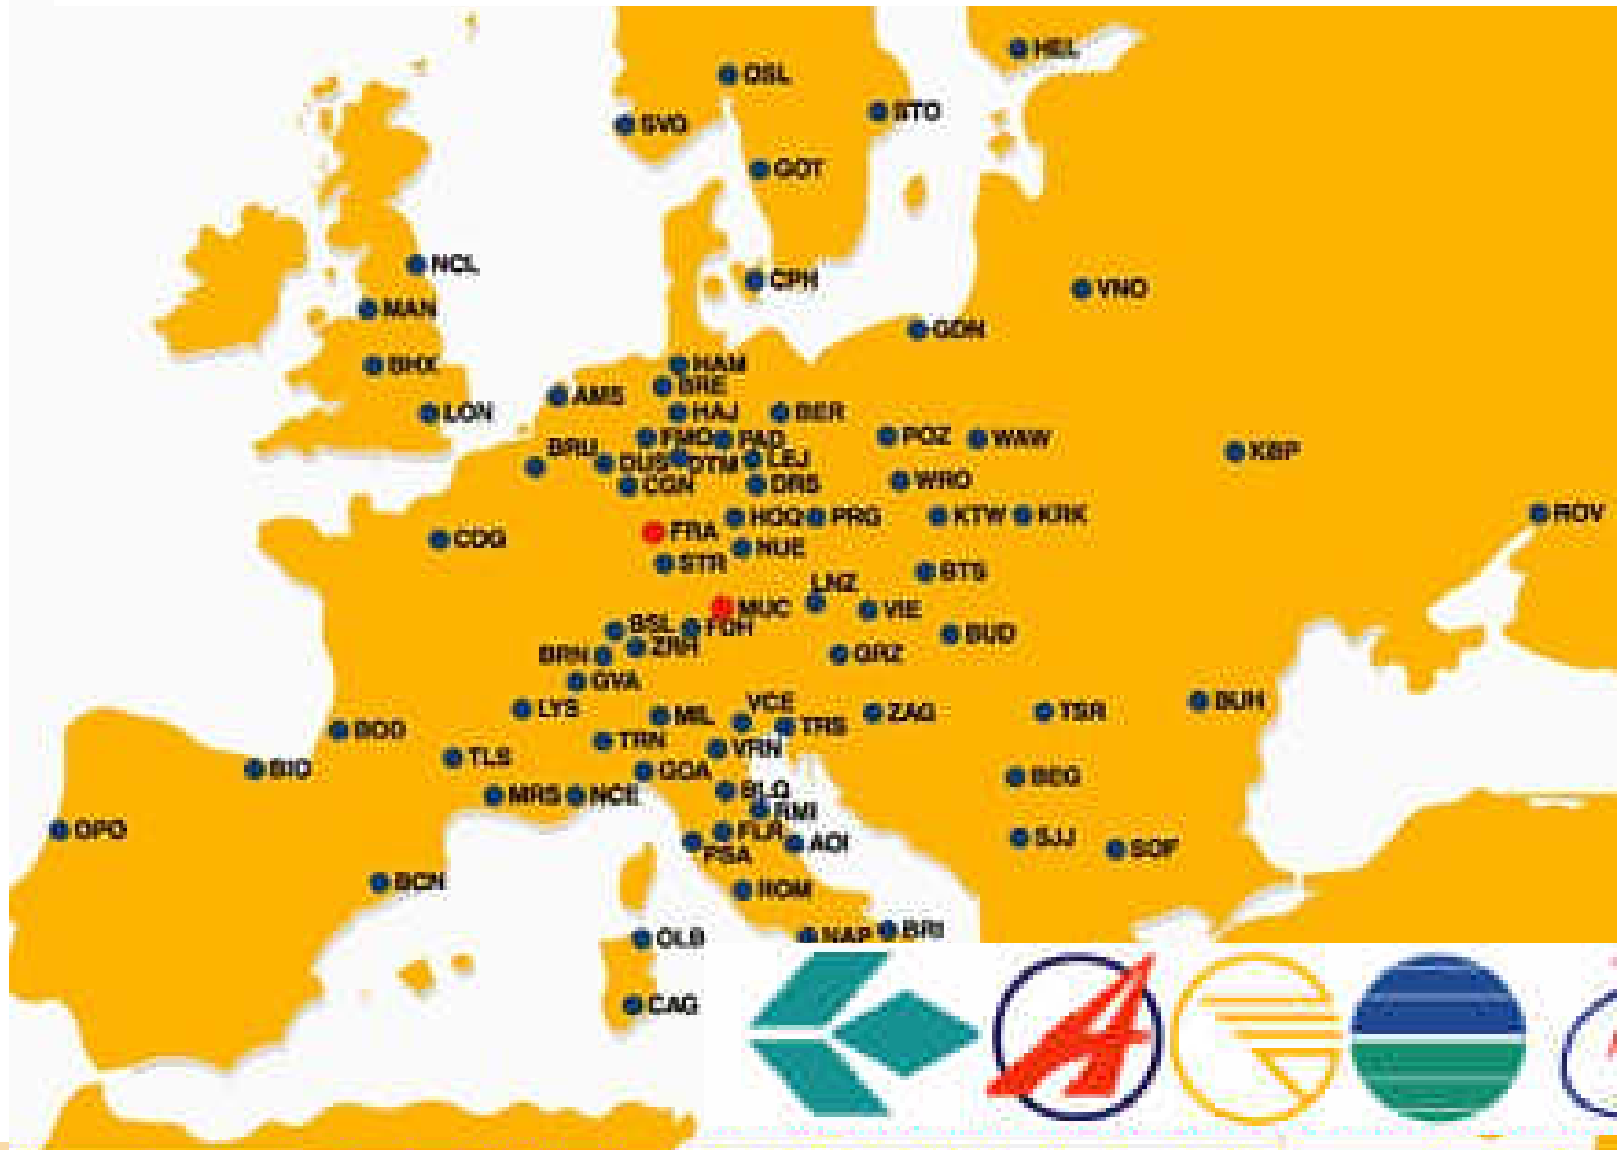 HEL
OSL
STO
SVG
GOT
NCL
CPH
VNO
MAN
GDN
BHX
HAM
BRE
AMS
LON
HAJ
BER
FMO
PAD
POZ
WAW
BRU
KBP
DUS
DTM
LEJ
WRO
CGN
DRS
ROV
HOQ
PRG
KTW
KRK
CDG
FRA
NUE
STR
BTS
LNZ
MUC
VIE
BSL
FDH
BUD
BRN
ZRH
GRZ
GVA
BUH
LYS
MIL
VCE
ZAG
TSR
TRS
BOD
TRN
VRN
TLS
BIO
GOA
BEG
BLQ
MRS
NCE
RMI
OPO
FLR
SJJ
AOI
SOF
PSA
BCN
ROM
BRI
NAP
OLB
CAG